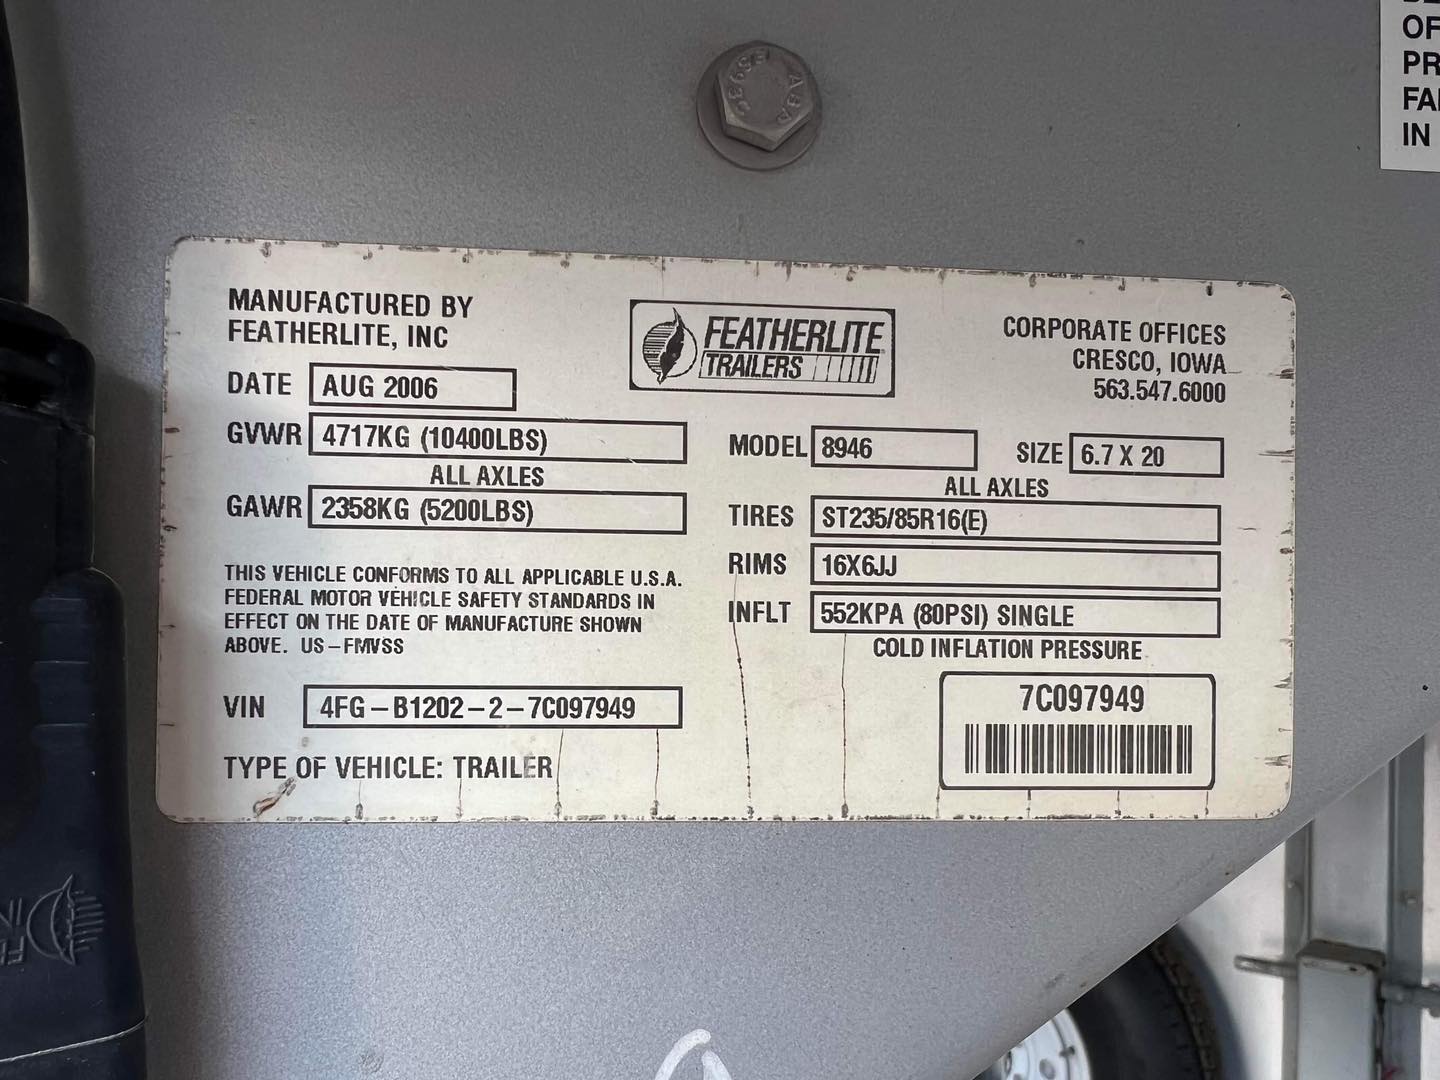 MANUFACTURED BY
FEATHERLITE, INC
FEATHERLITE
TRAILERS
CORPORATE OFFICES
CRESCO, IOWA
563.547.6000
DATE AUG 2006
GVWR 4717KG (10400LBS)
ALL AXLES
GAWR 2358KG (5200LBS)
MODEL 8946 SIZE 6.7 X 20
ALL AXLES
TIRES ST235/85R16(E)
RIMS 16X6JJ
INFLT 552KPA (80PSI) SINGLE
COLD INFLATION PRESSURE
THIS VEHICLE CONFORMS TO ALL APPLICABLE U.S.A.
FEDERAL MOTOR VEHICLE SAFETY STANDARDS IN
EFFECT ON THE DATE OF MANUFACTURE SHOWN
ABOVE. US-FMVSS
VIN 4FG-B1202-2-7C097949
TYPE OF VEHICLE: TRAILER
7C097949
OF
PR
FA
IN